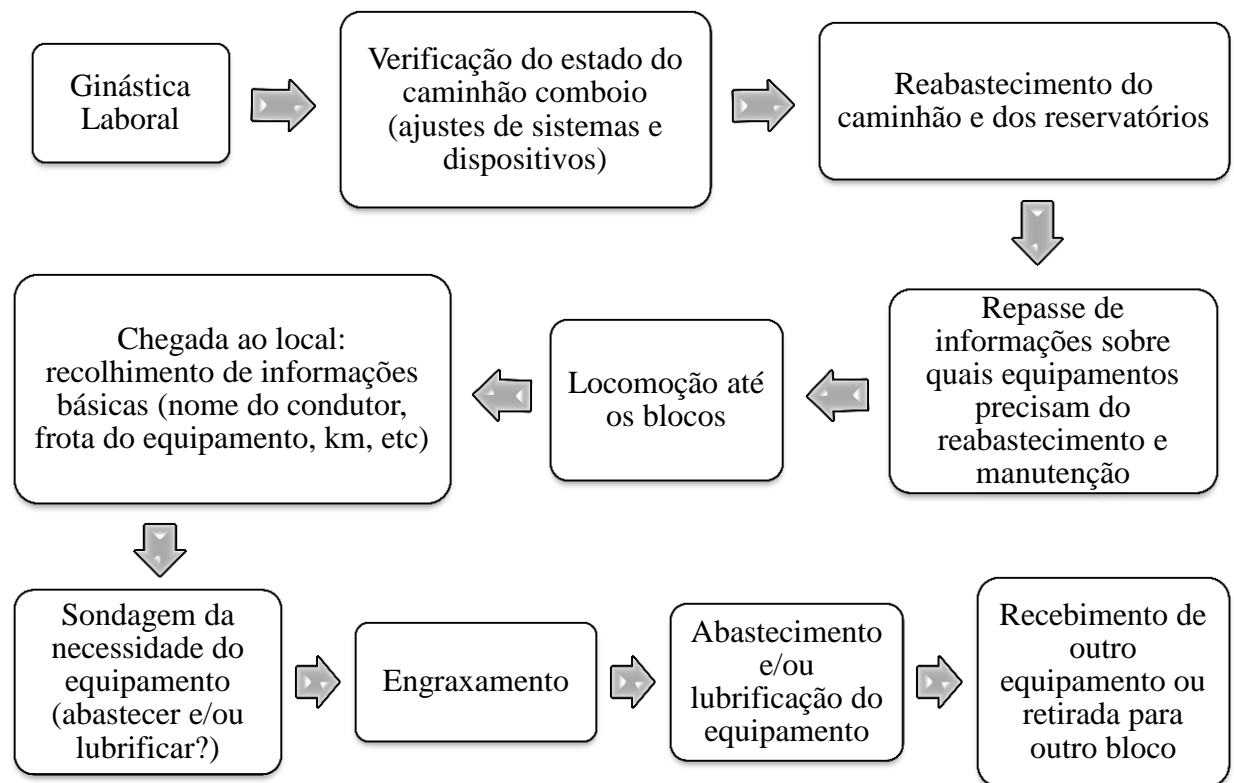 Ginástica
Laboral
Verificação do estado do
caminhão comboio
(ajustes de sistemas e
dispositivos)
Reabastecimento do
caminhão e dos reservatórios
Repasse de
informações sobre
quais equipamentos
precisam do
reabastecimento e
manutenção
Locomoção até
os blocos
Chegada ao local:
recolhimento de informações
básicas (nome do condutor,
frota do equipamento, km, etc)
Sondagem da
necessidade do
equipamento
(abastecer e/ou
lubrificar?)
Engraxamento
Abastecimento
e/ou
lubrificação do
equipamento
Recebimento de
outro
equipamento ou
retirada para
outro bloco